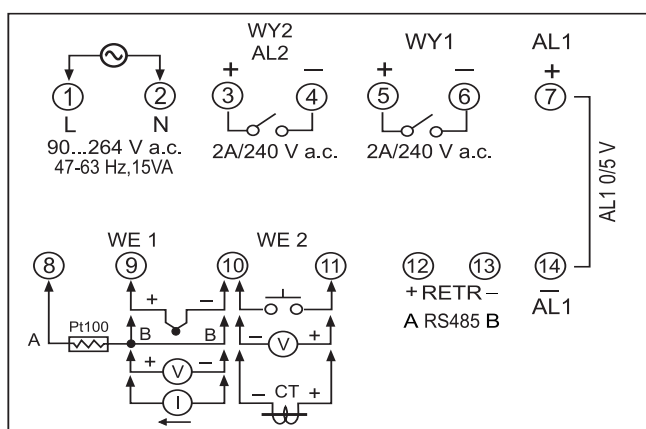 WY2 WY1 AL1
AL2
+ − + − +
1 2 3 4 5 6 7
L N
90...264 V a.c. 2A/240 V a.c. 2A/240 V a.c.
47-63 Hz,15VA
AL1 0/5 V
WE 1 WE 2
8 9 10 11 12 13 14
+ − + RETR − −
A RS485 B AL1
Pt100
A B B − V +
+ V −
− CT +
I